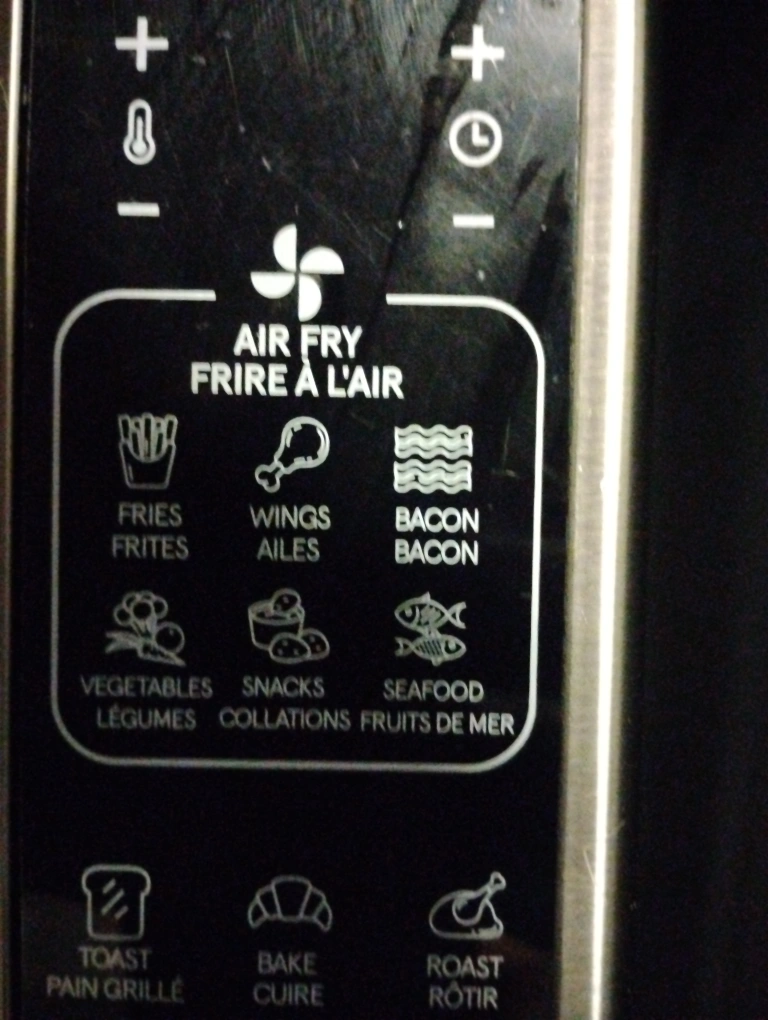 AIR FRY
FRIRE À L'AIR
FRIES WINGS BACON
FRITES AILES BACON
VEGETABLES SNACKS SEAFOOD
LÉGUMES COLLATIONS FRUITS DE MER
TOAST BAKE ROAST
PAIN GRILLÉ CUIRE RÔTIR